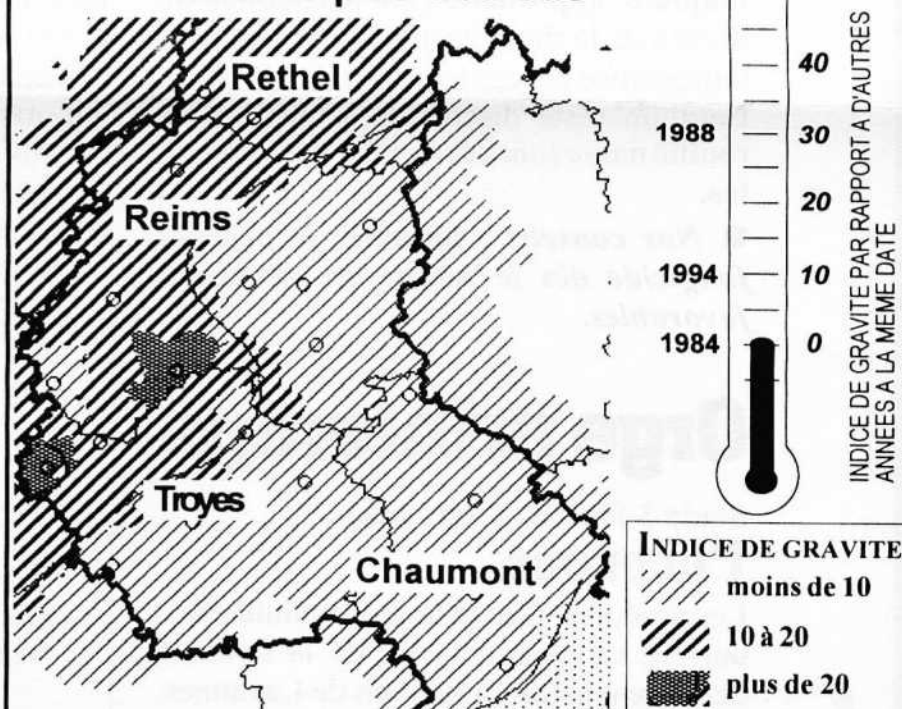 Rethel
Reims
Troyes
Chaumont
40
1988
30
20
1994
10
1984
0
INDICE DE GRAVITE PAR RAPPORT A D'AUTRES
ANNEES A LA MEME DATE
INDICE DE GRAVITE
moins de 10
10 à 20
plus de 20